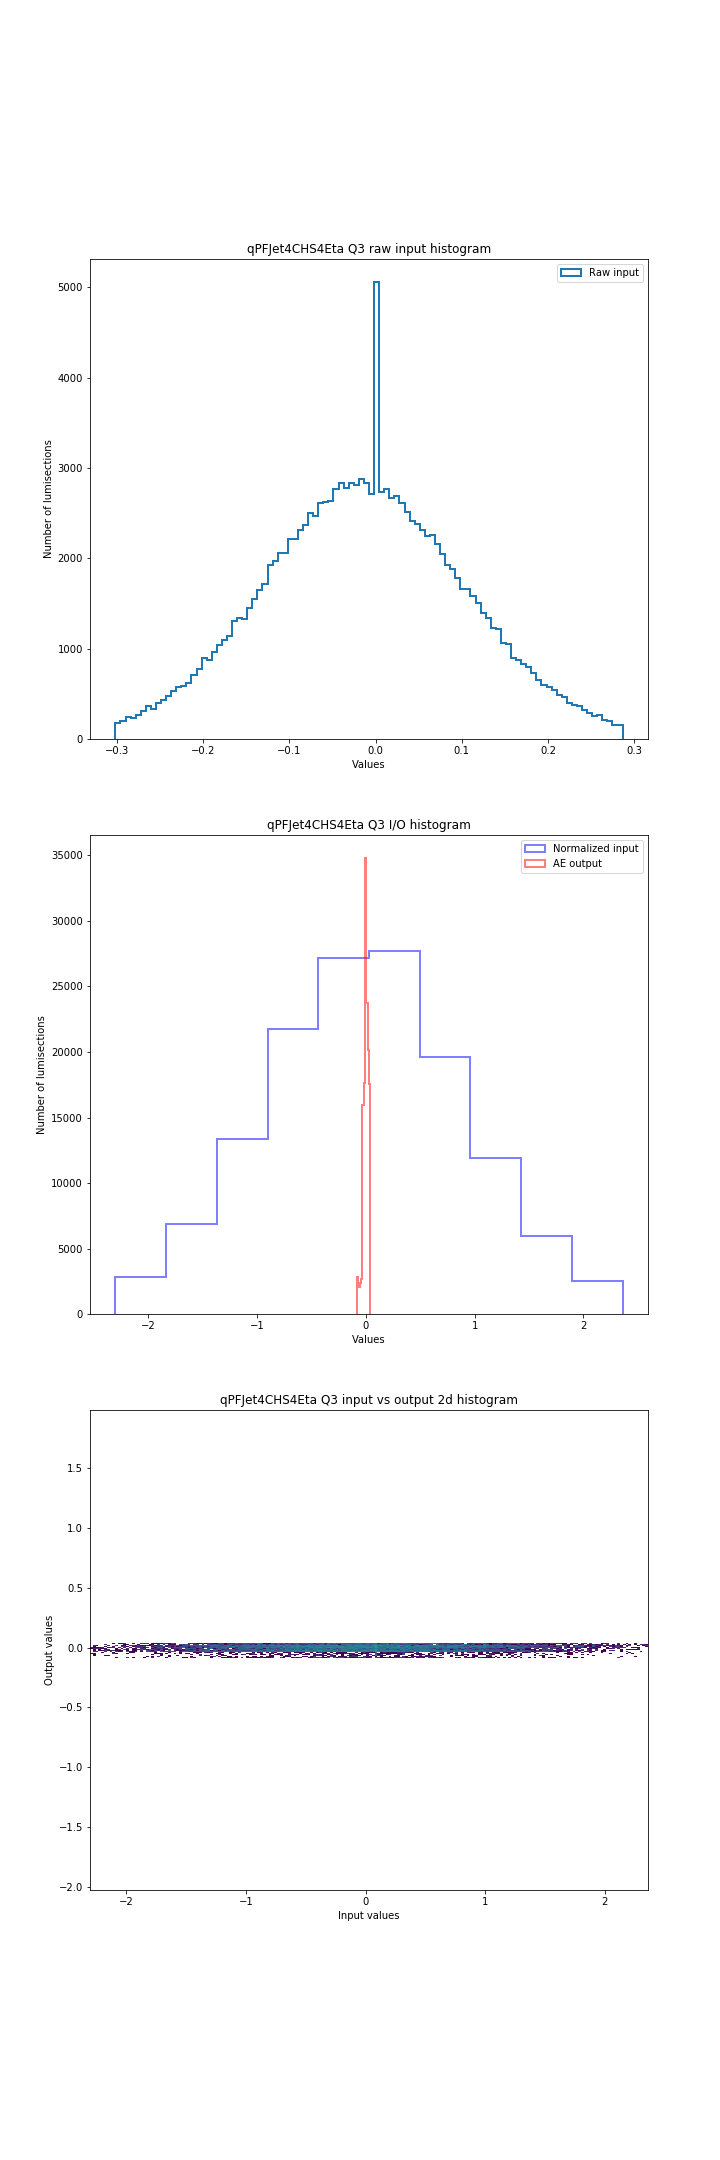 qPFJet4CHS4Eta Q3 raw input histogram
Raw input
5000
4000
3000
2000
1000
0
Number of lumisections
−0.3 −0.2 −0.1 0.0 0.1 0.2 0.3
Values
qPFJet4CHS4Eta Q3 I/O histogram
Normalized input
AE output
35000
30000
25000
20000
15000
10000
5000
0
Number of lumisections
−2 −1 0 1 2
Values
qPFJet4CHS4Eta Q3 input vs output 2d histogram
1.5
1.0
0.5
0.0
−0.5
−1.0
−1.5
−2.0
Output values
−2 −1 0 1 2
Input values